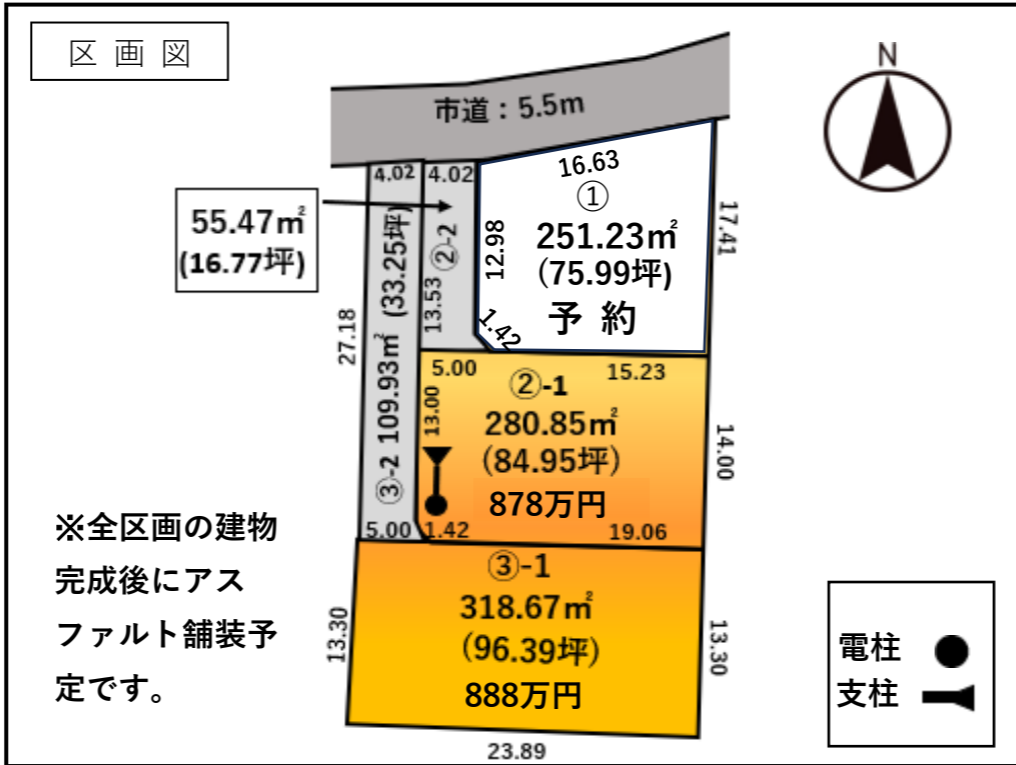 区画図
N
市道：5.5m
4.02
4.02
16.63
①
251.23㎡
(75.99坪)
予約
17.41
12.98
1.42
55.47㎡
(16.77坪)
②-2
13.53
27.18
③-2 109.93㎡ (33.25坪)
5.00
15.23
②-1
280.85㎡
(84.95坪)
878万円
13.00
14.00
5.00
1.42
19.06
③-1
318.67㎡
(96.39坪)
888万円
13.30
13.30
23.89
※全区画の建物
完成後にアス
ファルト舗装予
定です。
電柱
支柱